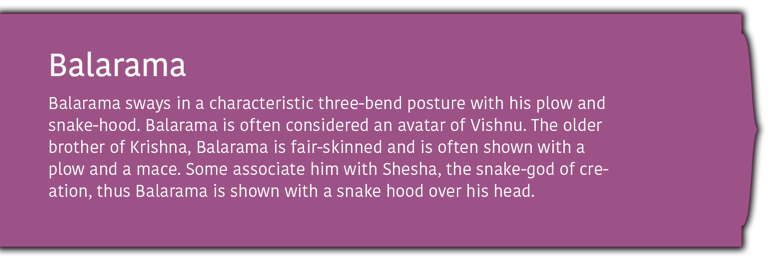 Balarama
Balarama sways in a characteristic three-bend posture with his plow and
snake-hood. Balarama is often considered an avatar of Vishnu. The older
brother of Krishna, Balarama is fair-skinned and is often shown with a
plow and a mace. Some associate him with Shesha, the snake-god of cre-
ation, thus Balarama is shown with a snake hood over his head.